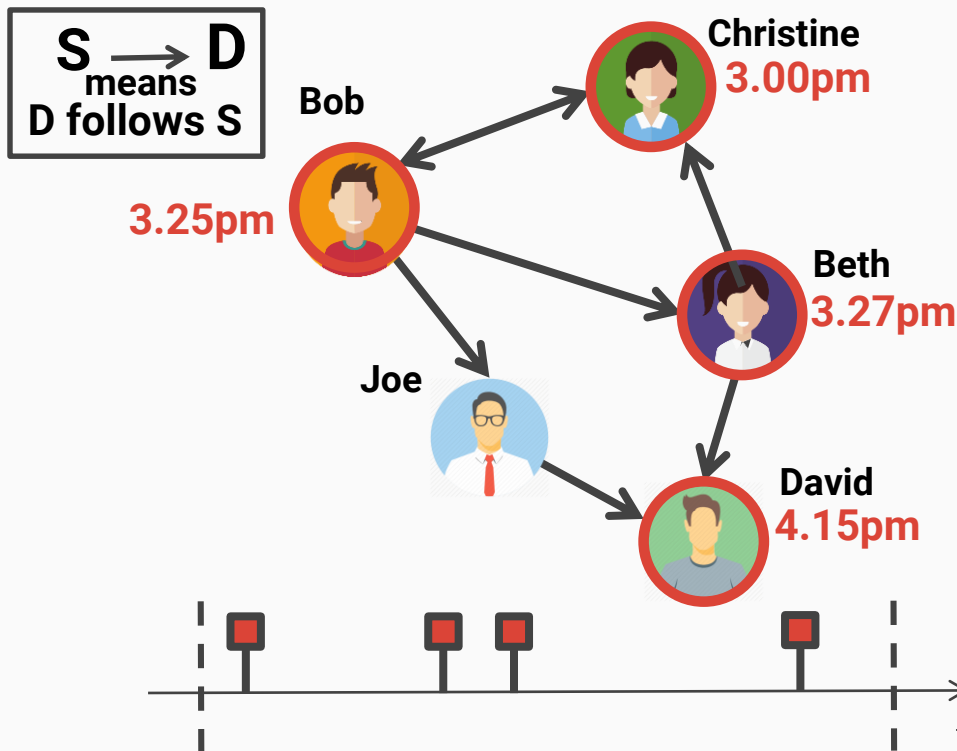 S D
means
D follows S
Christine
3.00pm
Bob
3.25pm
Beth
3.27pm
Joe
David
4.15pm